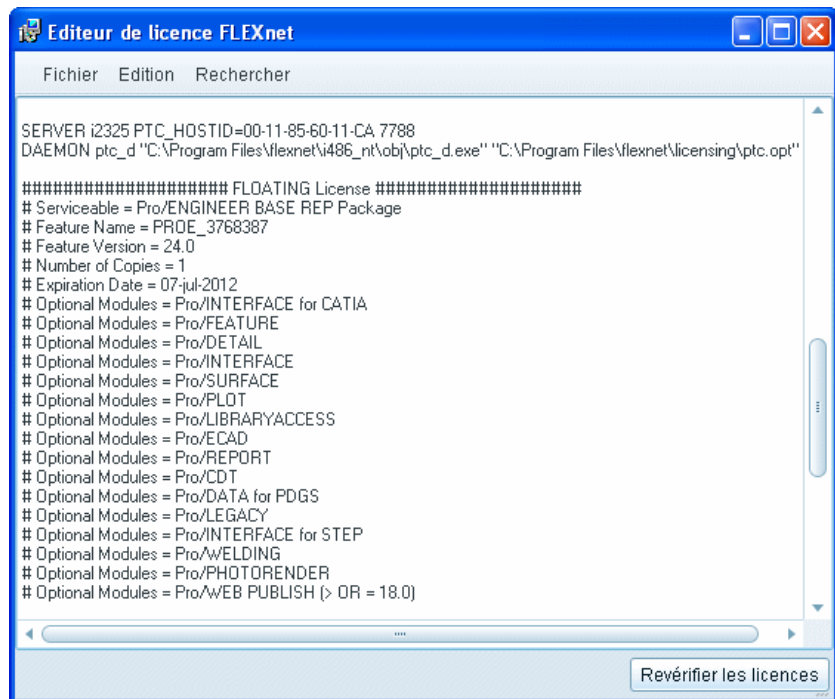 Editeur de licence FLEXnet
Fichier Edition Rechercher
SERVER i2325 PTC_HOSTID=00-11-85-60-11-CA 7788
DAEMON ptc_d "C:\Program Files\flexnet\i486_nt\obj\ptc_d.exe" "C:\Program Files\flexnet\licensing\ptc.opt"
#################### FLOATING License ####################
# Serviceable = Pro/ENGINEER BASE REP Package
# Feature Name = PROE_3768387
# Feature Version = 24.0
# Number of Copies = 1
# Expiration Date = 07-jul-2012
# Optional Modules = Pro/INTERFACE for CATIA
# Optional Modules = Pro/FEATURE
# Optional Modules = Pro/DETAIL
# Optional Modules = Pro/INTERFACE
# Optional Modules = Pro/SURFACE
# Optional Modules = Pro/PLOT
# Optional Modules = Pro/LIBRARYACCESS
# Optional Modules = Pro/ECAD
# Optional Modules = Pro/REPORT
# Optional Modules = Pro/CDT
# Optional Modules = Pro/DATA for PDGS
# Optional Modules = Pro/LEGACY
# Optional Modules = Pro/INTERFACE for STEP
# Optional Modules = Pro/WELDING
# Optional Modules = Pro/PHOTORENDER
# Optional Modules = Pro/WEB PUBLISH (> OR = 18.0)
Revérifier les licences